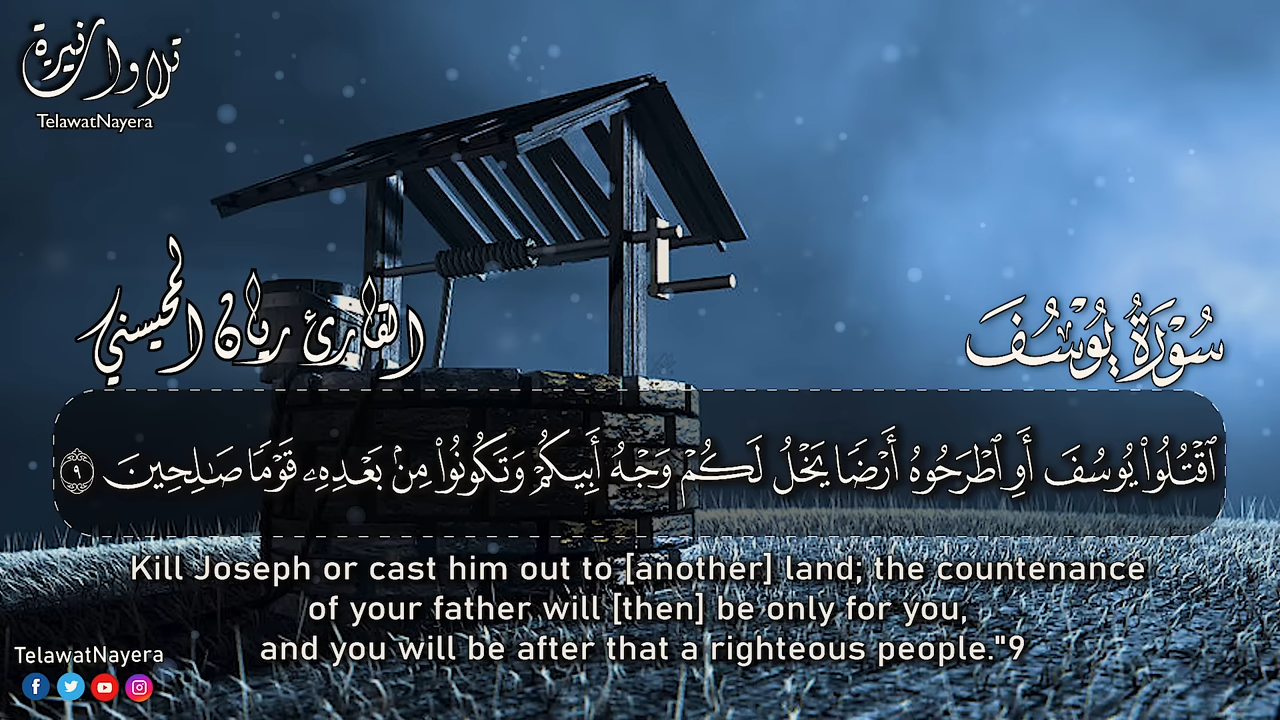 تلاوات نيرة
TelawatNayera
القارئ ريان المحيسني
سُورَةُ يُوسُفَ
ٱقْتُلُوا۟ يُوسُفَ أَوِ ٱطْرَحُوهُ أَرْضًا يَخْلُ لَكُمْ وَجْهُ أَبِيكُمْ وَتَكُونُوا۟ مِنۢ بَعْدِهِۦ قَوْمًا صَـٰلِحِينَ ٩
Kill Joseph or cast him out to [another] land; the countenance
of your father will [then] be only for you,
and you will be after that a righteous people."9
TelawatNayera